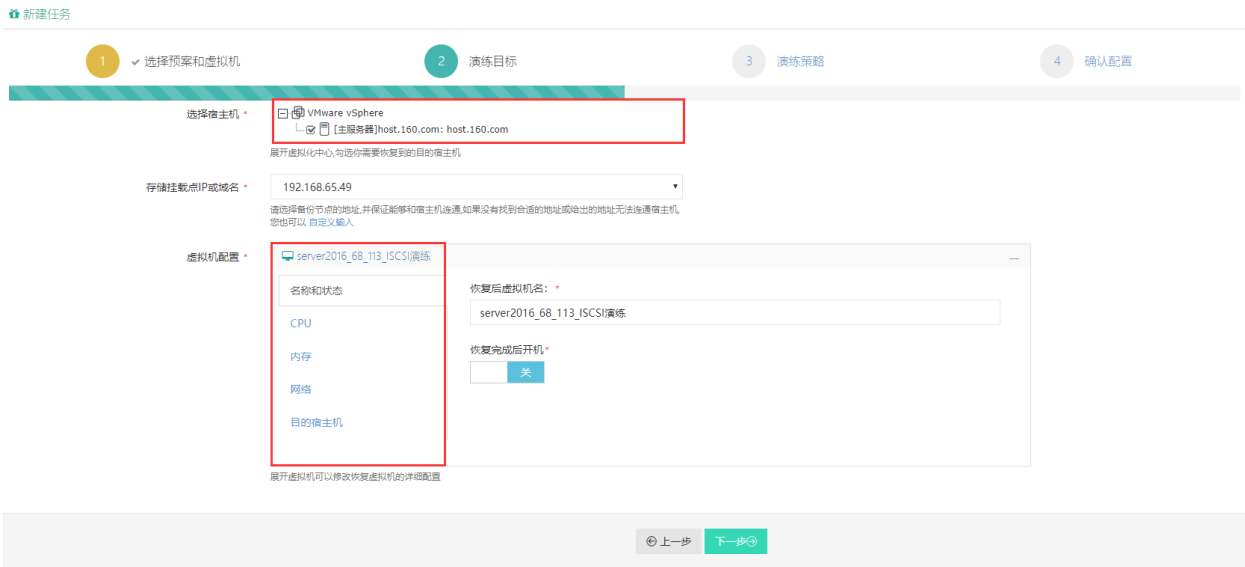 新建任务
1 选择预案和虚拟机 2 演练目标 3 演练策略 4 确认配置
选择宿主机 *
VMware vSphere
[主服务器]host.160.com: host.160.com
展开虚拟化中心,勾选你需要恢复到的目的宿主机
存储挂载点IP或域名 *
192.168.65.49
请选择备份节点的地址,并保证能够和宿主机连通,如果没有找到合适的地址或给出的地址无法连通宿主机,
您也可以 自定义输入
虚拟机配置 *
server2016_68_113_ISCSI演练
名称和状态
CPU
内存
网络
目的宿主机
恢复后虚拟机名: *
server2016_68_113_ISCSI演练
恢复完成后开机*
关
展开虚拟机可以修改恢复虚拟机的详细配置
上一步 下一步